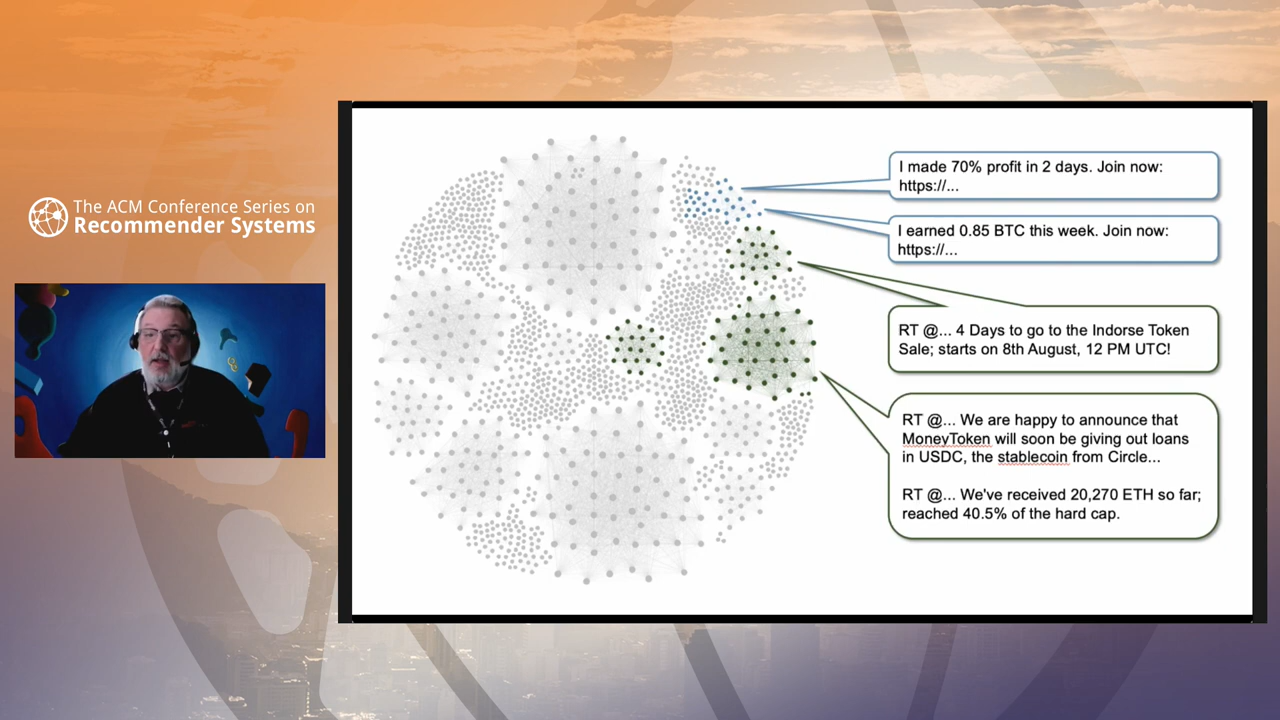 The ACM Conference Series on
Recommender Systems
I made 70% profit in 2 days. Join now:
https://...
I earned 0.85 BTC this week. Join now:
https://...
RT @... 4 Days to go to the Indorse Token
Sale; starts on 8th August, 12 PM UTC!
RT @... We are happy to announce that
MoneyToken will soon be giving out loans
in USDC, the stablecoin from Circle...
RT @... We've received 20,270 ETH so far;
reached 40.5% of the hard cap.